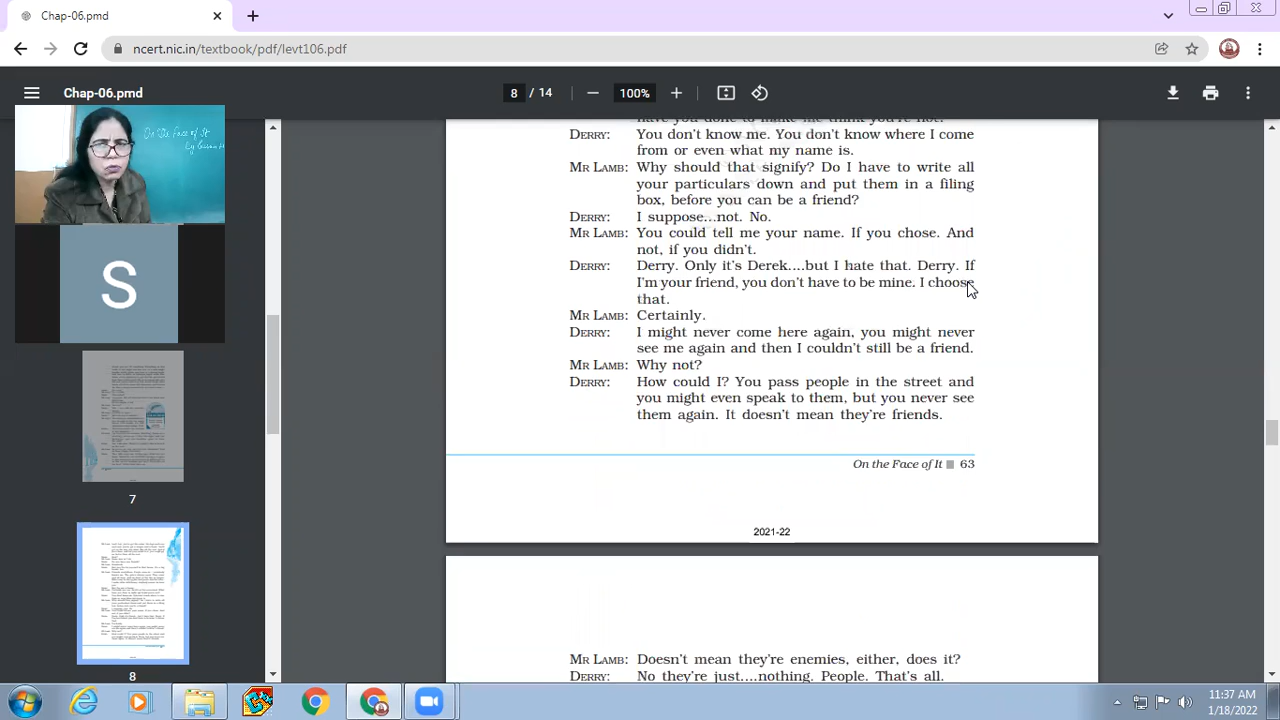 Chap-06.pmd
ncert.nic.in/textbook/pdf/levt106.pdf
Chap-06.pmd
8 / 14
100%
On The Face of It
By Susan H
S
7
8
have you done to make me think you're not?
DERRY: You don't know me. You don't know where I come
from or even what my name is.
MR LAMB: Why should that signify? Do I have to write all
your particulars down and put them in a filing
box, before you can be a friend?
DERRY: I suppose...not. No.
MR LAMB: You could tell me your name. If you chose. And
not, if you didn't.
DERRY: Derry. Only it's Derek....but I hate that. Derry. If
I'm your friend, you don't have to be mine. I choose
that.
MR LAMB: Certainly.
DERRY: I might never come here again, you might never
see me again and then I couldn't still be a friend.
MR LAMB: Why not?
DERRY: How could I? You pass people in the street and
you might even speak to them, but you never see
them again. It doesn't mean they're friends.
On the Face of It 63
2021-22
MR LAMB: Doesn't mean they're enemies, either, does it?
DERRY: No they're just....nothing. People. That's all.
11:37 AM
1/18/2022